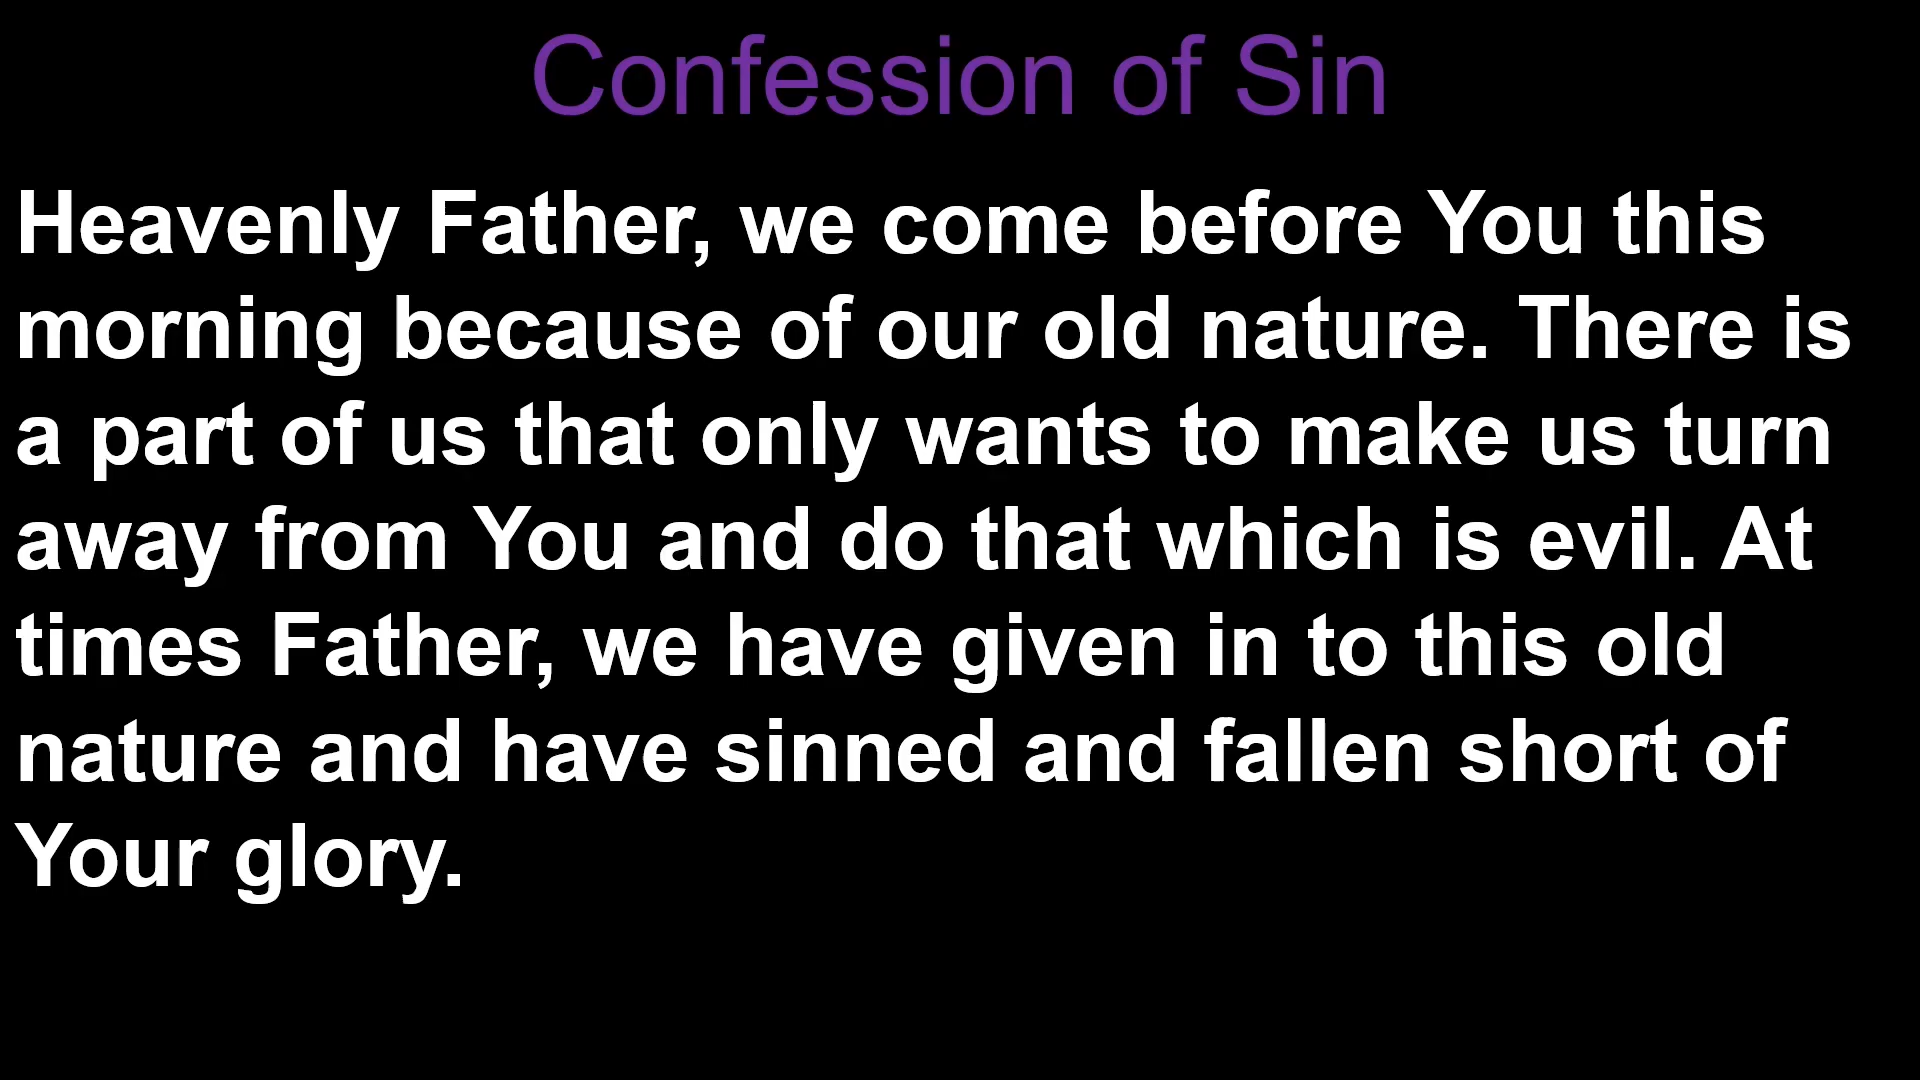 Confession of Sin
Heavenly Father, we come before You this
morning because of our old nature. There is
a part of us that only wants to make us turn
away from You and do that which is evil. At
times Father, we have given in to this old
nature and have sinned and fallen short of
Your glory.